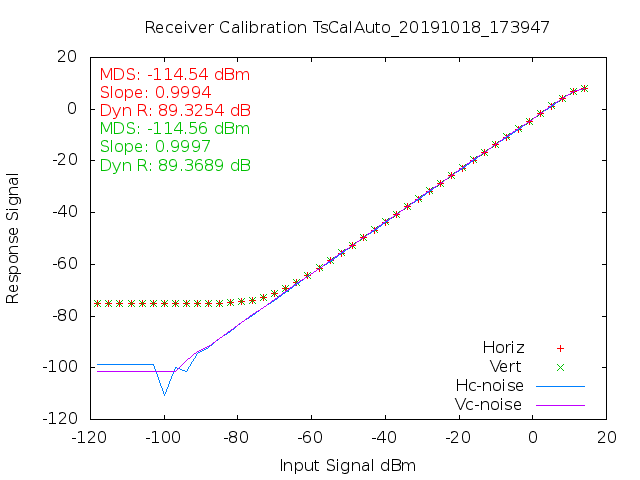 Receiver Calibration TsCalAuto_20191018_173947
20
0
-20
-40
-60
-80
-100
-120
Response Signal
MDS: -114.54 dBm
Slope: 0.9994
Dyn R: 89.3254 dB
MDS: -114.56 dBm
Slope: 0.9997
Dyn R: 89.3689 dB
Horiz
Vert
Hc-noise
Vc-noise
-120 -100 -80 -60 -40 -20 0 20
Input Signal dBm